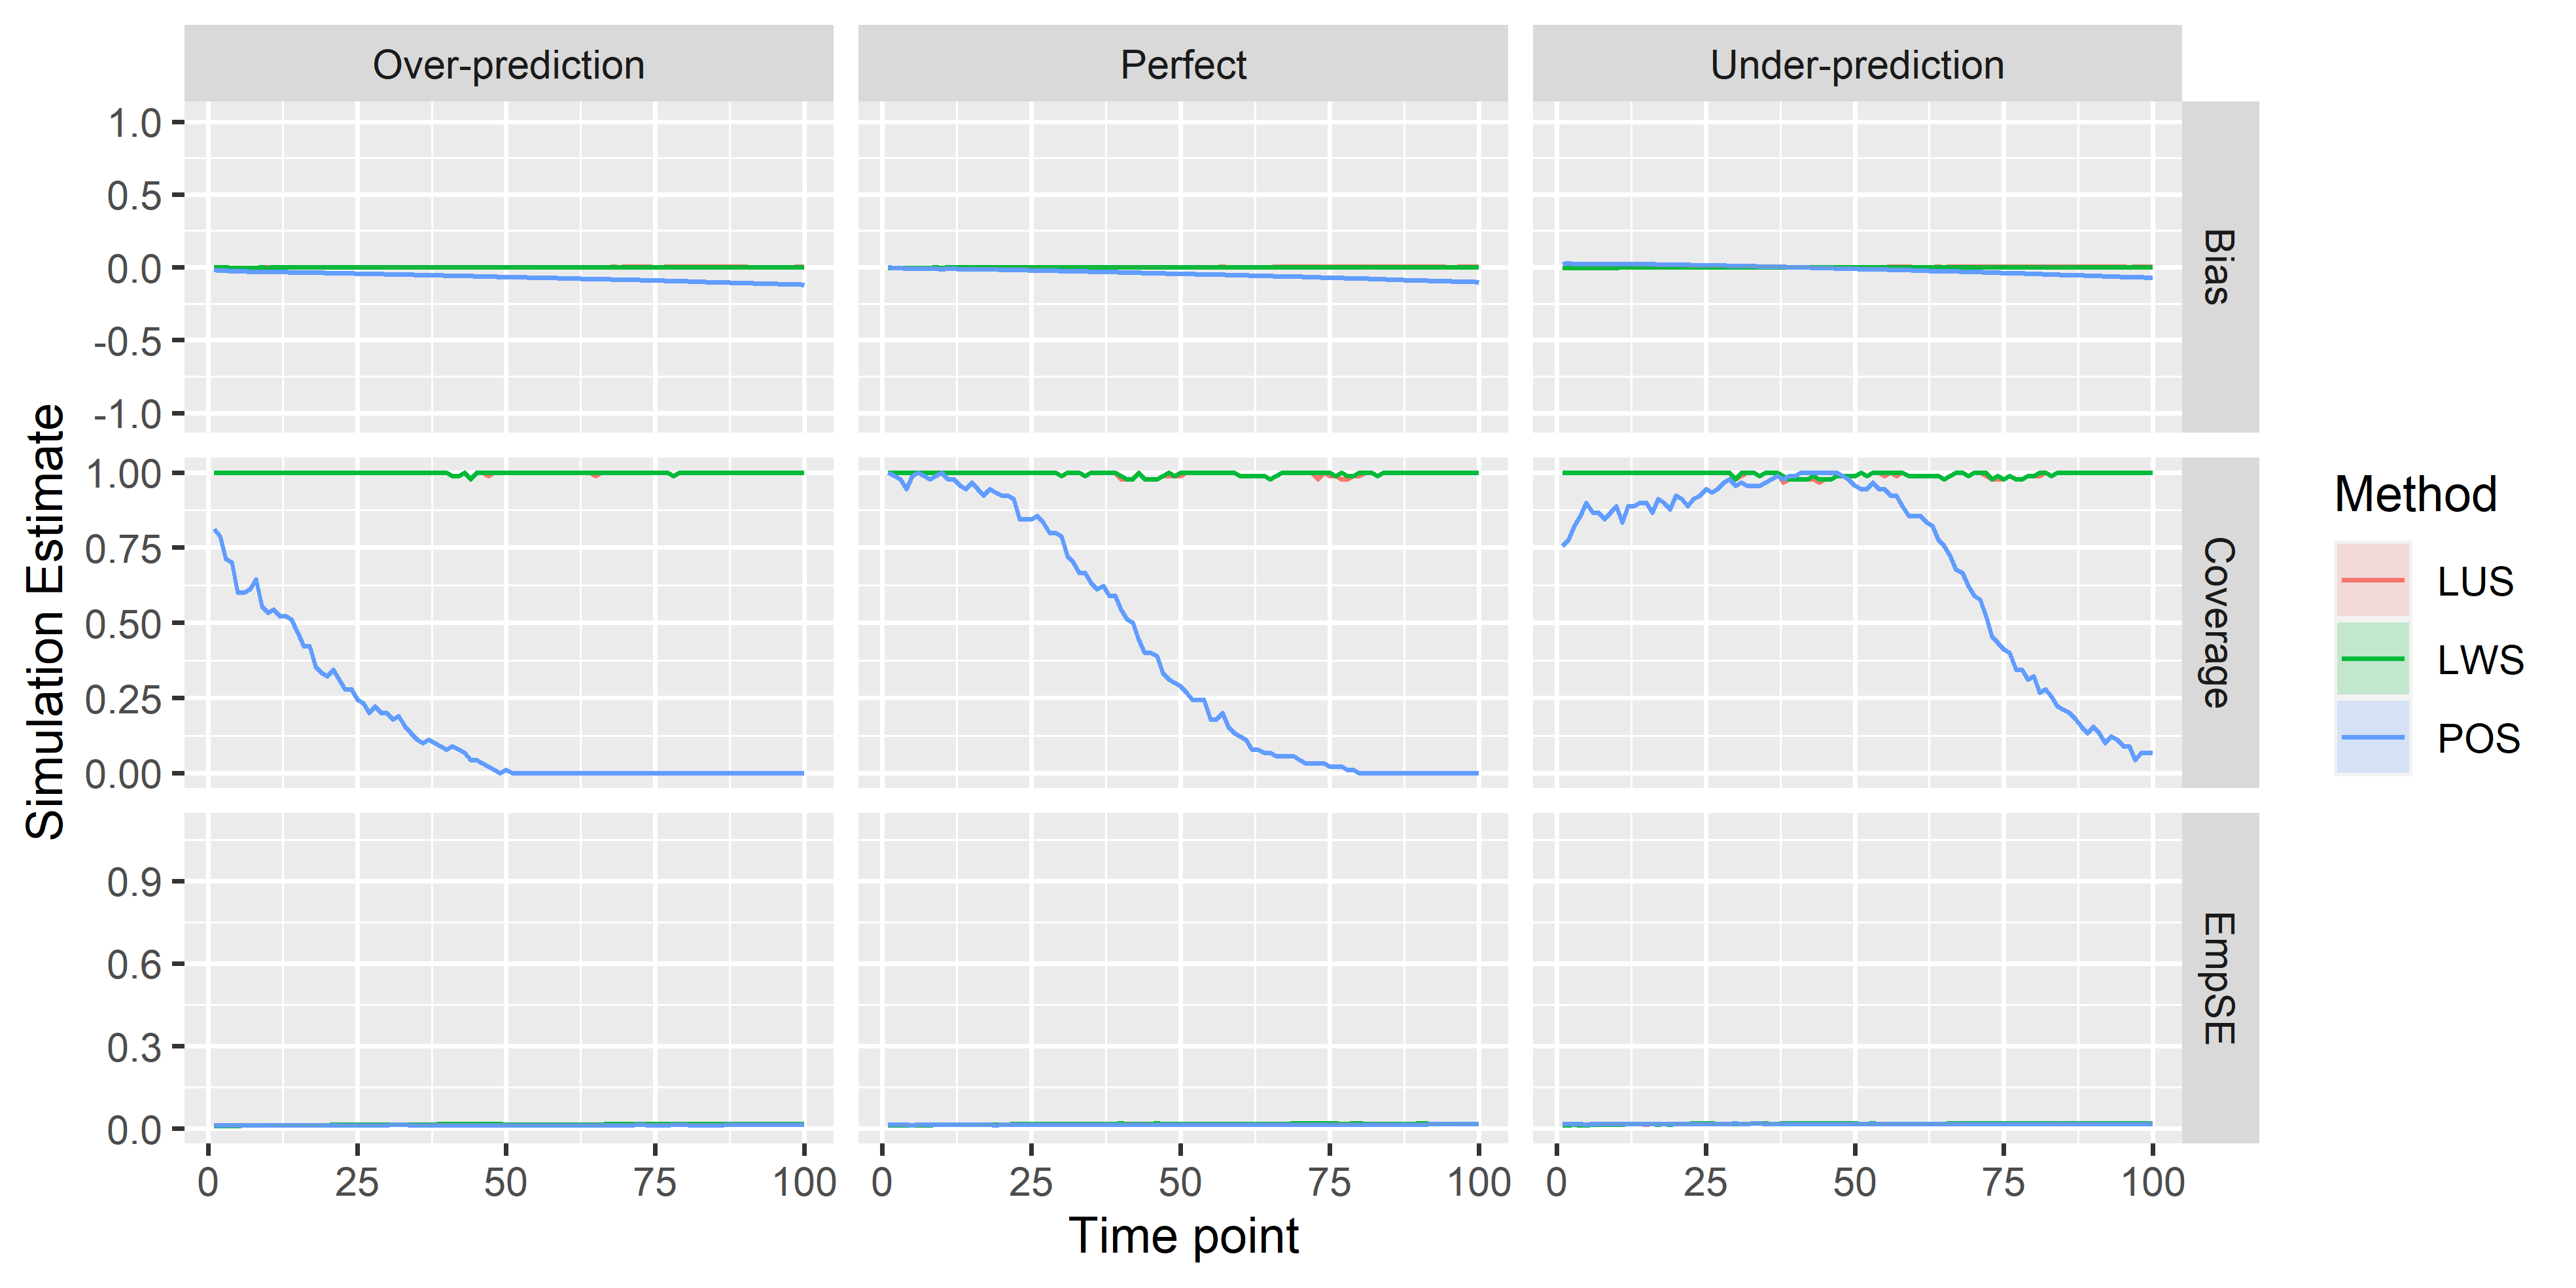 Over-prediction
Perfect
Under-prediction
1.0
0.5
0.0
-0.5
-1.0
Bias
1.00
0.75
0.50
0.25
0.00
Coverage
0.9
0.6
0.3
0.0
EmpSE
0 25 50 75 100
0 25 50 75 100
0 25 50 75 100
Time point
Simulation Estimate
Method
LUS
LWS
POS